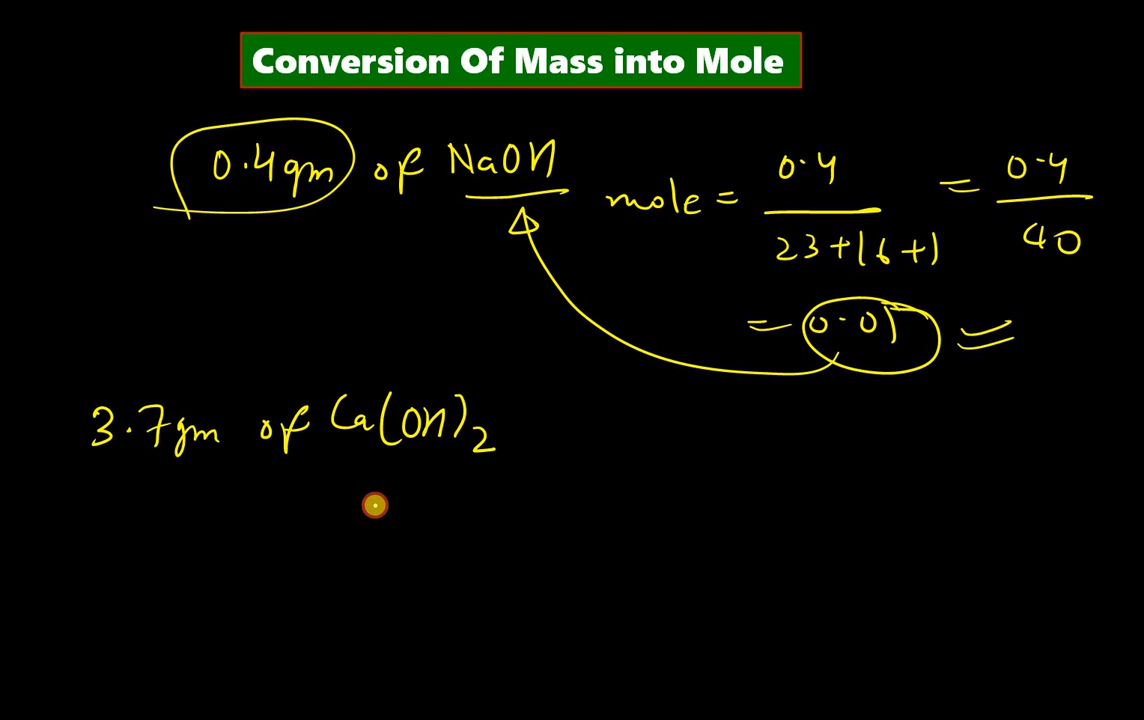 Conversion Of Mass into Mole
0.4gm of NaOH mole = 0.4 / 23+16+1 = 0.4 / 40
= 0.01
3.7gm of Ca(OH)2